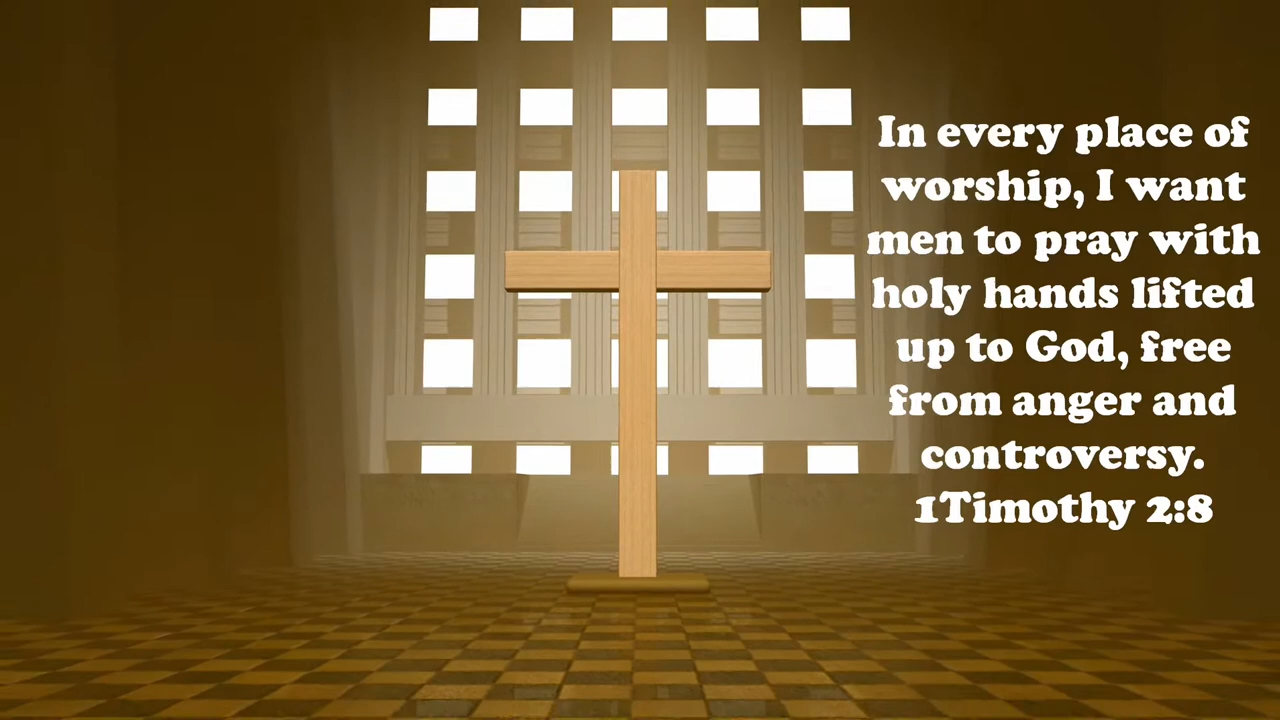 In every place of
worship, I want
men to pray with
holy hands lifted
up to God, free
from anger and
controversy.
1Timothy 2:8